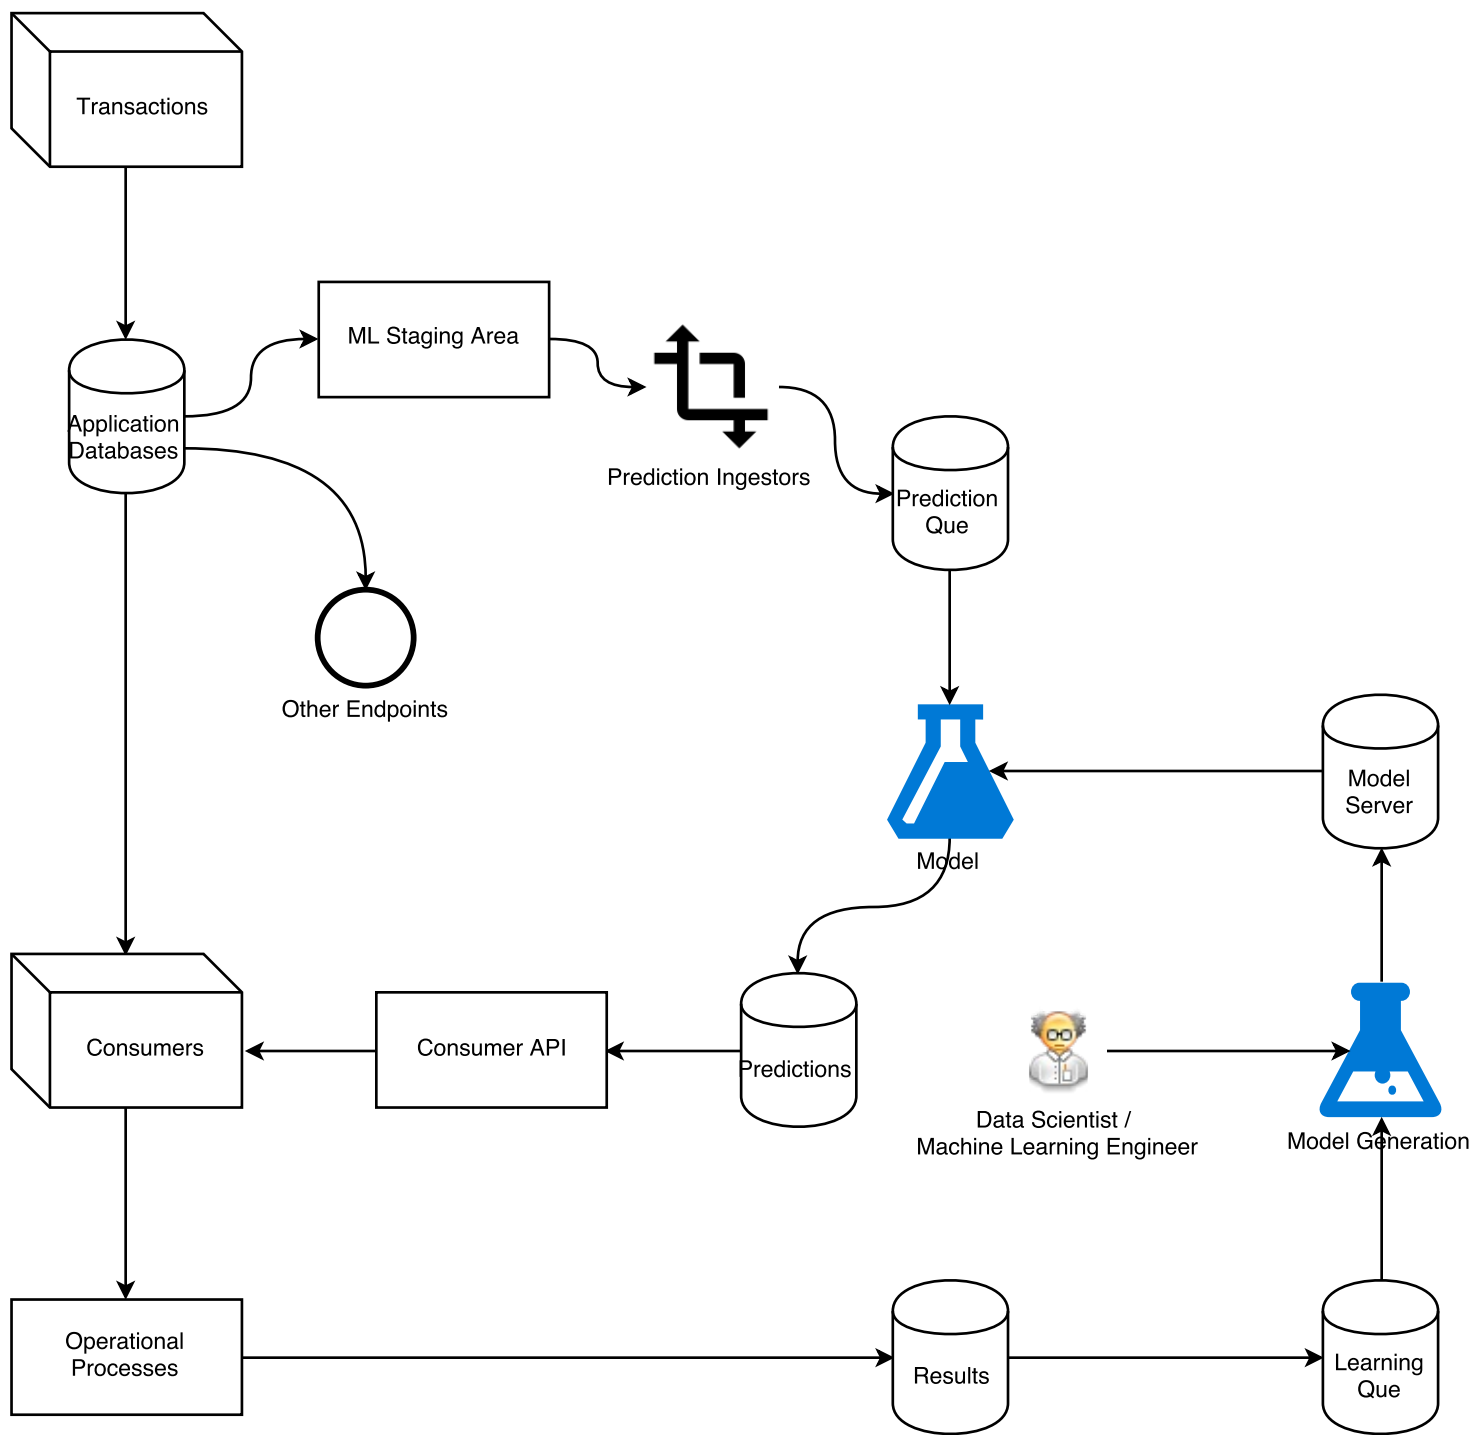 Transactions
ML Staging Area
Application
Databases
Prediction Ingestors
Prediction
Que
Other Endpoints
Model
Server
Model
Consumers
Consumer API
Predictions
Data Scientist /
Machine Learning Engineer
Model Generation
Operational
Processes
Results
Learning
Que